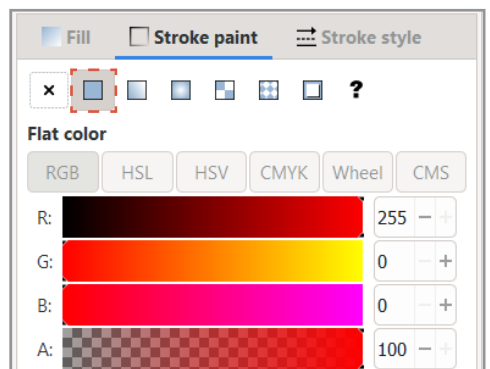 Fill Stroke paint Stroke style
× ?
Flat color
RGB HSL HSV CMYK Wheel CMS
R: 255 − +
G: 0 − +
B: 0 − +
A: 100 − +